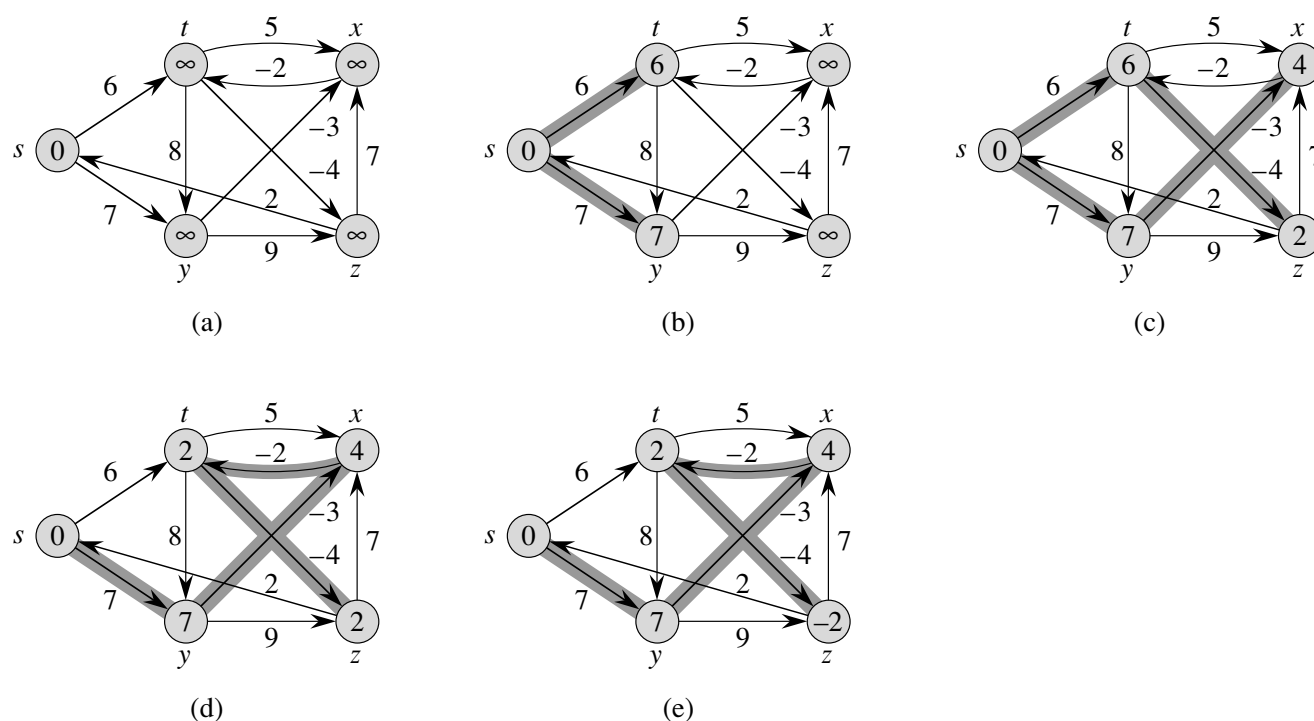 t 5 x t 5 x t 5 x
∞ –2 ∞ 6 –2 ∞ 6 –2 4
6 6 6
s 0 8 –3 7 s 0 8 –3 7 s 0 8 –3 7
–4 –4 –4
7 2 7 2 7 2
∞ 9 ∞ 7 9 ∞ 7 9 2
y z y z y z
(a) (b) (c)
t 5 x t 5 x
2 –2 4 2 –2 4
6 6
s 0 8 –3 7 s 0 8 –3 7
–4 –4
7 2 7 2
7 9 2 7 9 –2
y z y z
(d) (e)